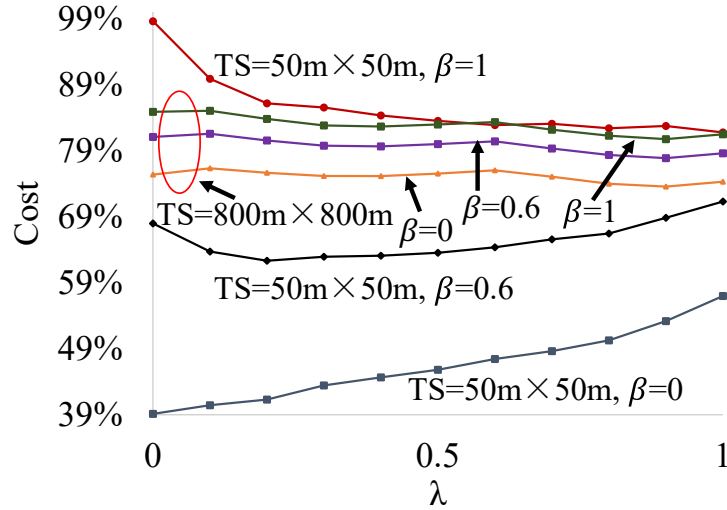 99%
TS=50m×50m, β=1
89%
79%
TS=800m×800m
β=0
β=0.6
β=1
69%
Cost
TS=50m×50m, β=0.6
59%
49%
TS=50m×50m, β=0
39%
0
0.5
1
λ